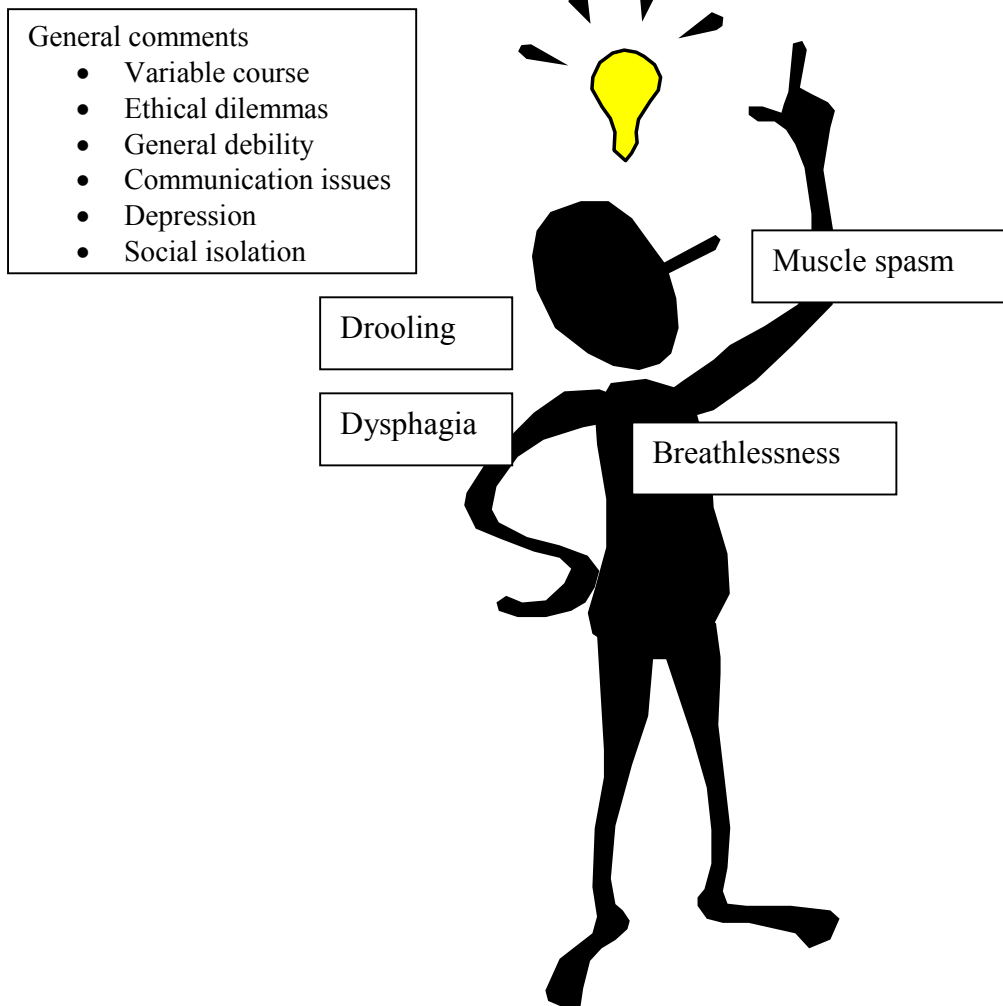 General comments
• Variable course
• Ethical dilemmas
• General debility
• Communication issues
• Depression
• Social isolation
Muscle spasm
Drooling
Dysphagia
Breathlessness